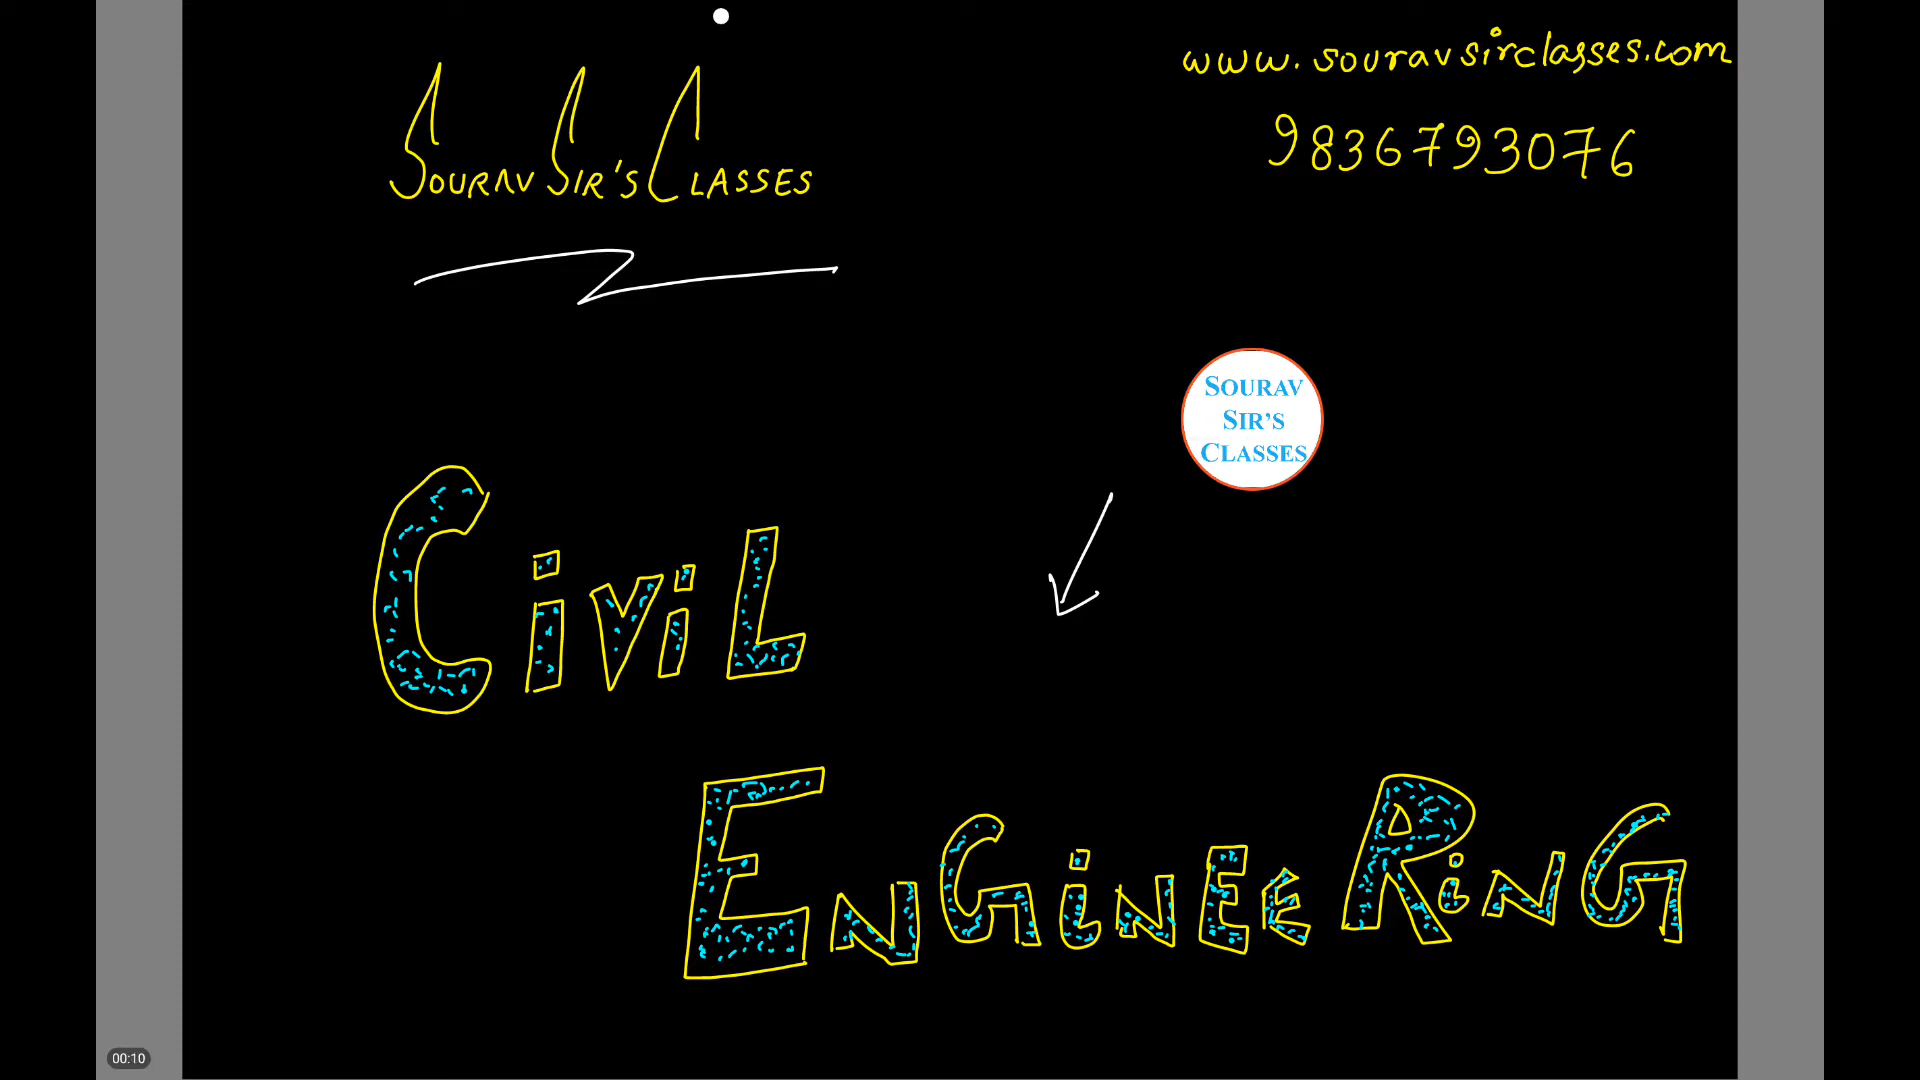 SOURAV SIR'S CLASSES
www.souravsirclasses.com
9836793076
SOURAV
SIR'S
CLASSES
CiviL
EnGinEERiNG
00:10